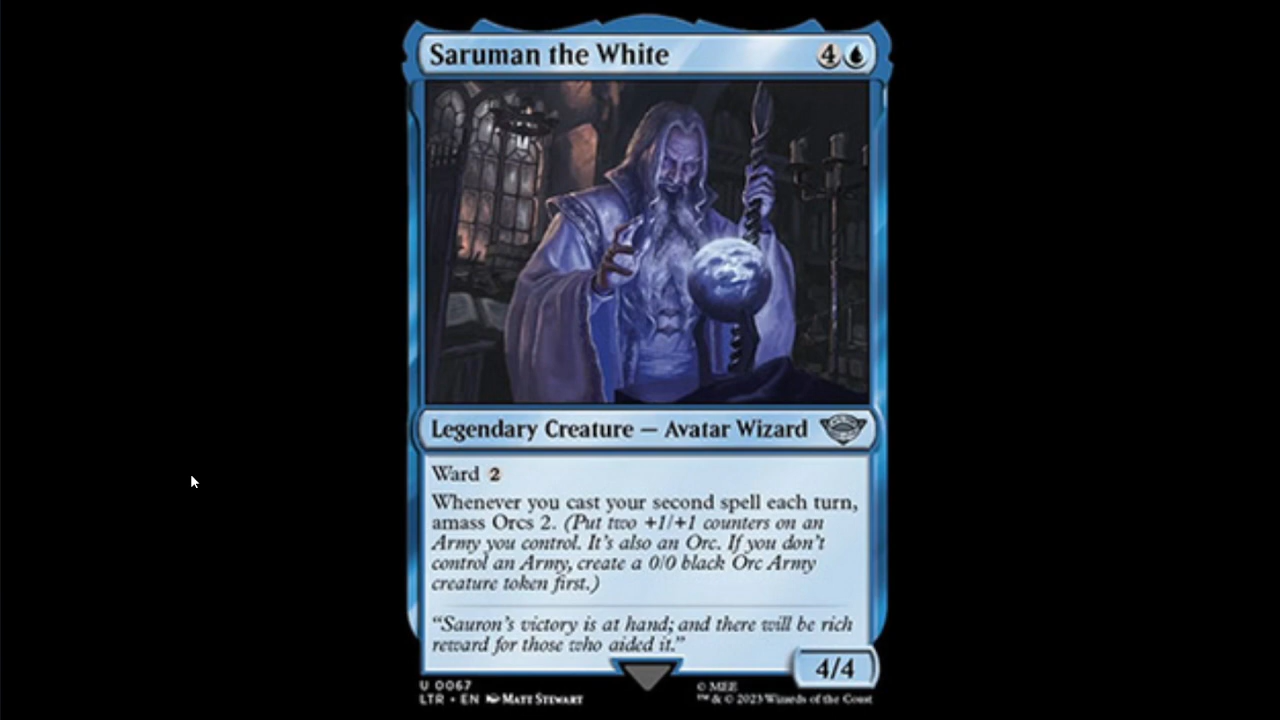 Saruman the White 4
Legendary Creature — Avatar Wizard
Ward 2
Whenever you cast your second spell each turn,
amass Orcs 2. (Put two +1/+1 counters on an
Army you control. It's also an Orc. If you don't
control an Army, create a 0/0 black Orc Army
creature token first.)
"Sauron's victory is at hand; and there will be rich
reward for those who aided it."
4/4
U 0067
LTR • EN MATT STEWART
© MEE
™ & © 2023 Wizards of the Coast